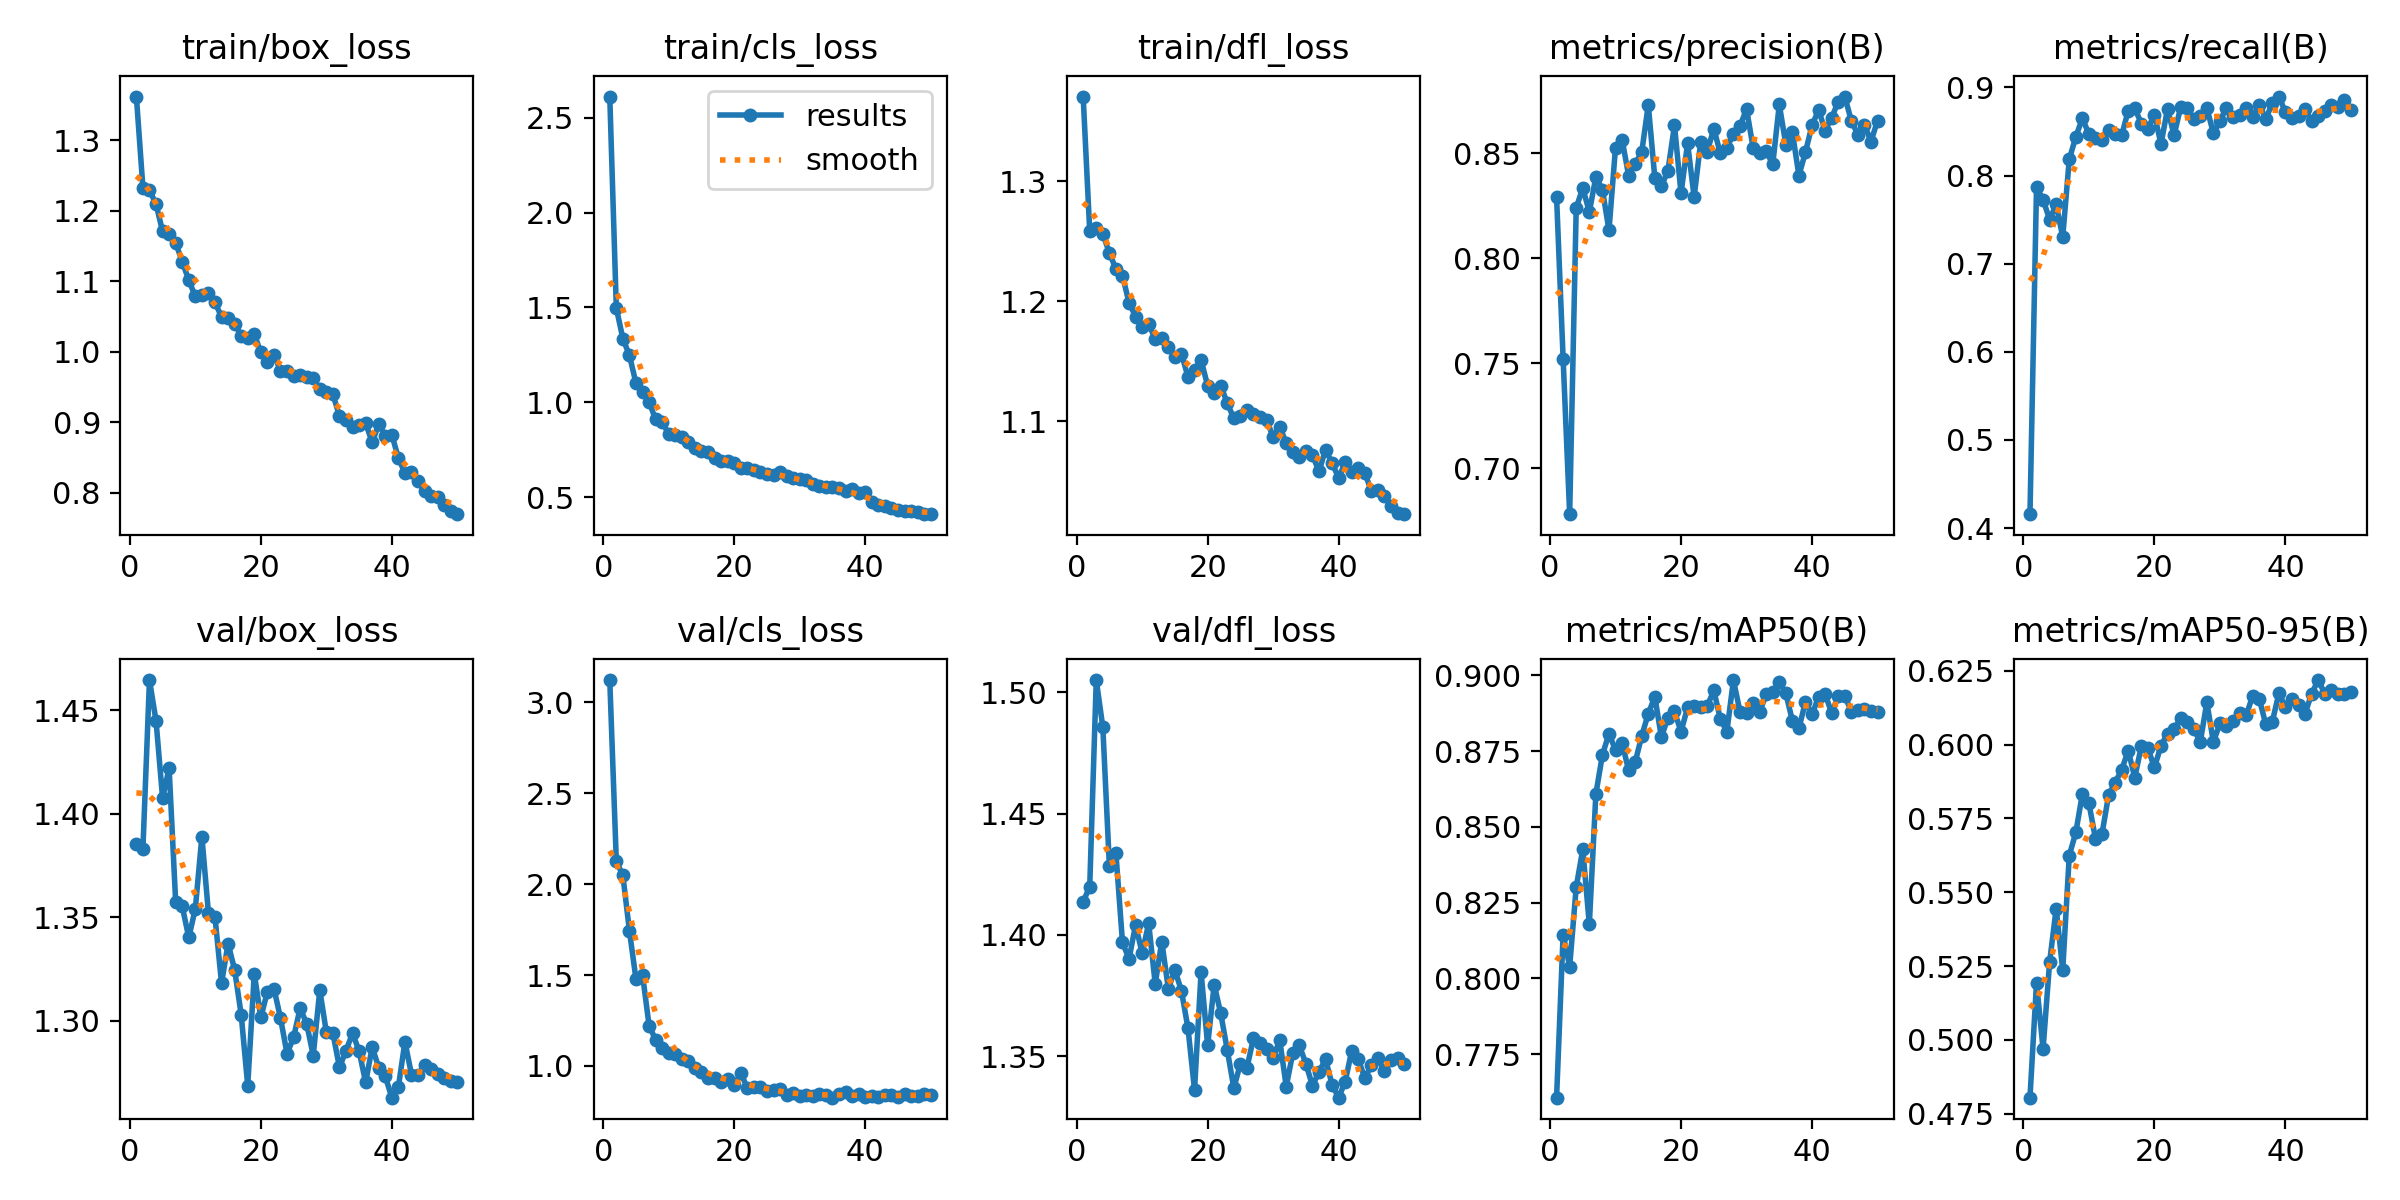 train/box_loss
1.3
1.2
1.1
1.0
0.9
0.8
0 20 40
train/cls_loss
results
smooth
2.5
2.0
1.5
1.0
0.5
0 20 40
train/dfl_loss
1.3
1.2
1.1
0 20 40
metrics/precision(B)
0.85
0.80
0.75
0.70
0 20 40
metrics/recall(B)
0.9
0.8
0.7
0.6
0.5
0.4
0 20 40
val/box_loss
1.45
1.40
1.35
1.30
0 20 40
val/cls_loss
3.0
2.5
2.0
1.5
1.0
0 20 40
val/dfl_loss
1.50
1.45
1.40
1.35
0 20 40
metrics/mAP50(B)
0.900
0.875
0.850
0.825
0.800
0.775
0 20 40
metrics/mAP50-95(B)
0.625
0.600
0.575
0.550
0.525
0.500
0.475
0 20 40